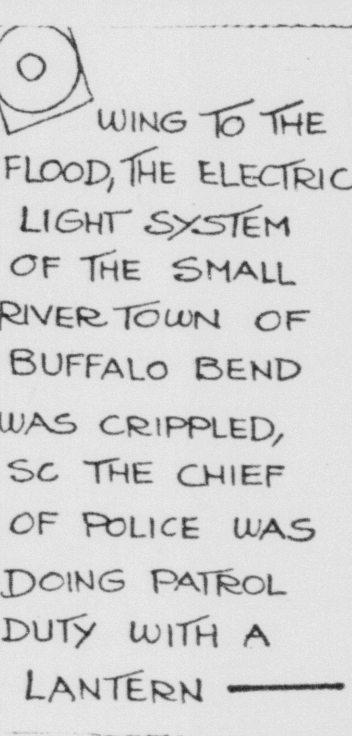 OWING TO THE
FLOOD, THE ELECTRIC
LIGHT SYSTEM
OF THE SMALL
RIVER TOWN OF
BUFFALO BEND
WAS CRIPPLED,
SC THE CHIEF
OF POLICE WAS
DOING PATROL
DUTY WITH A
LANTERN —